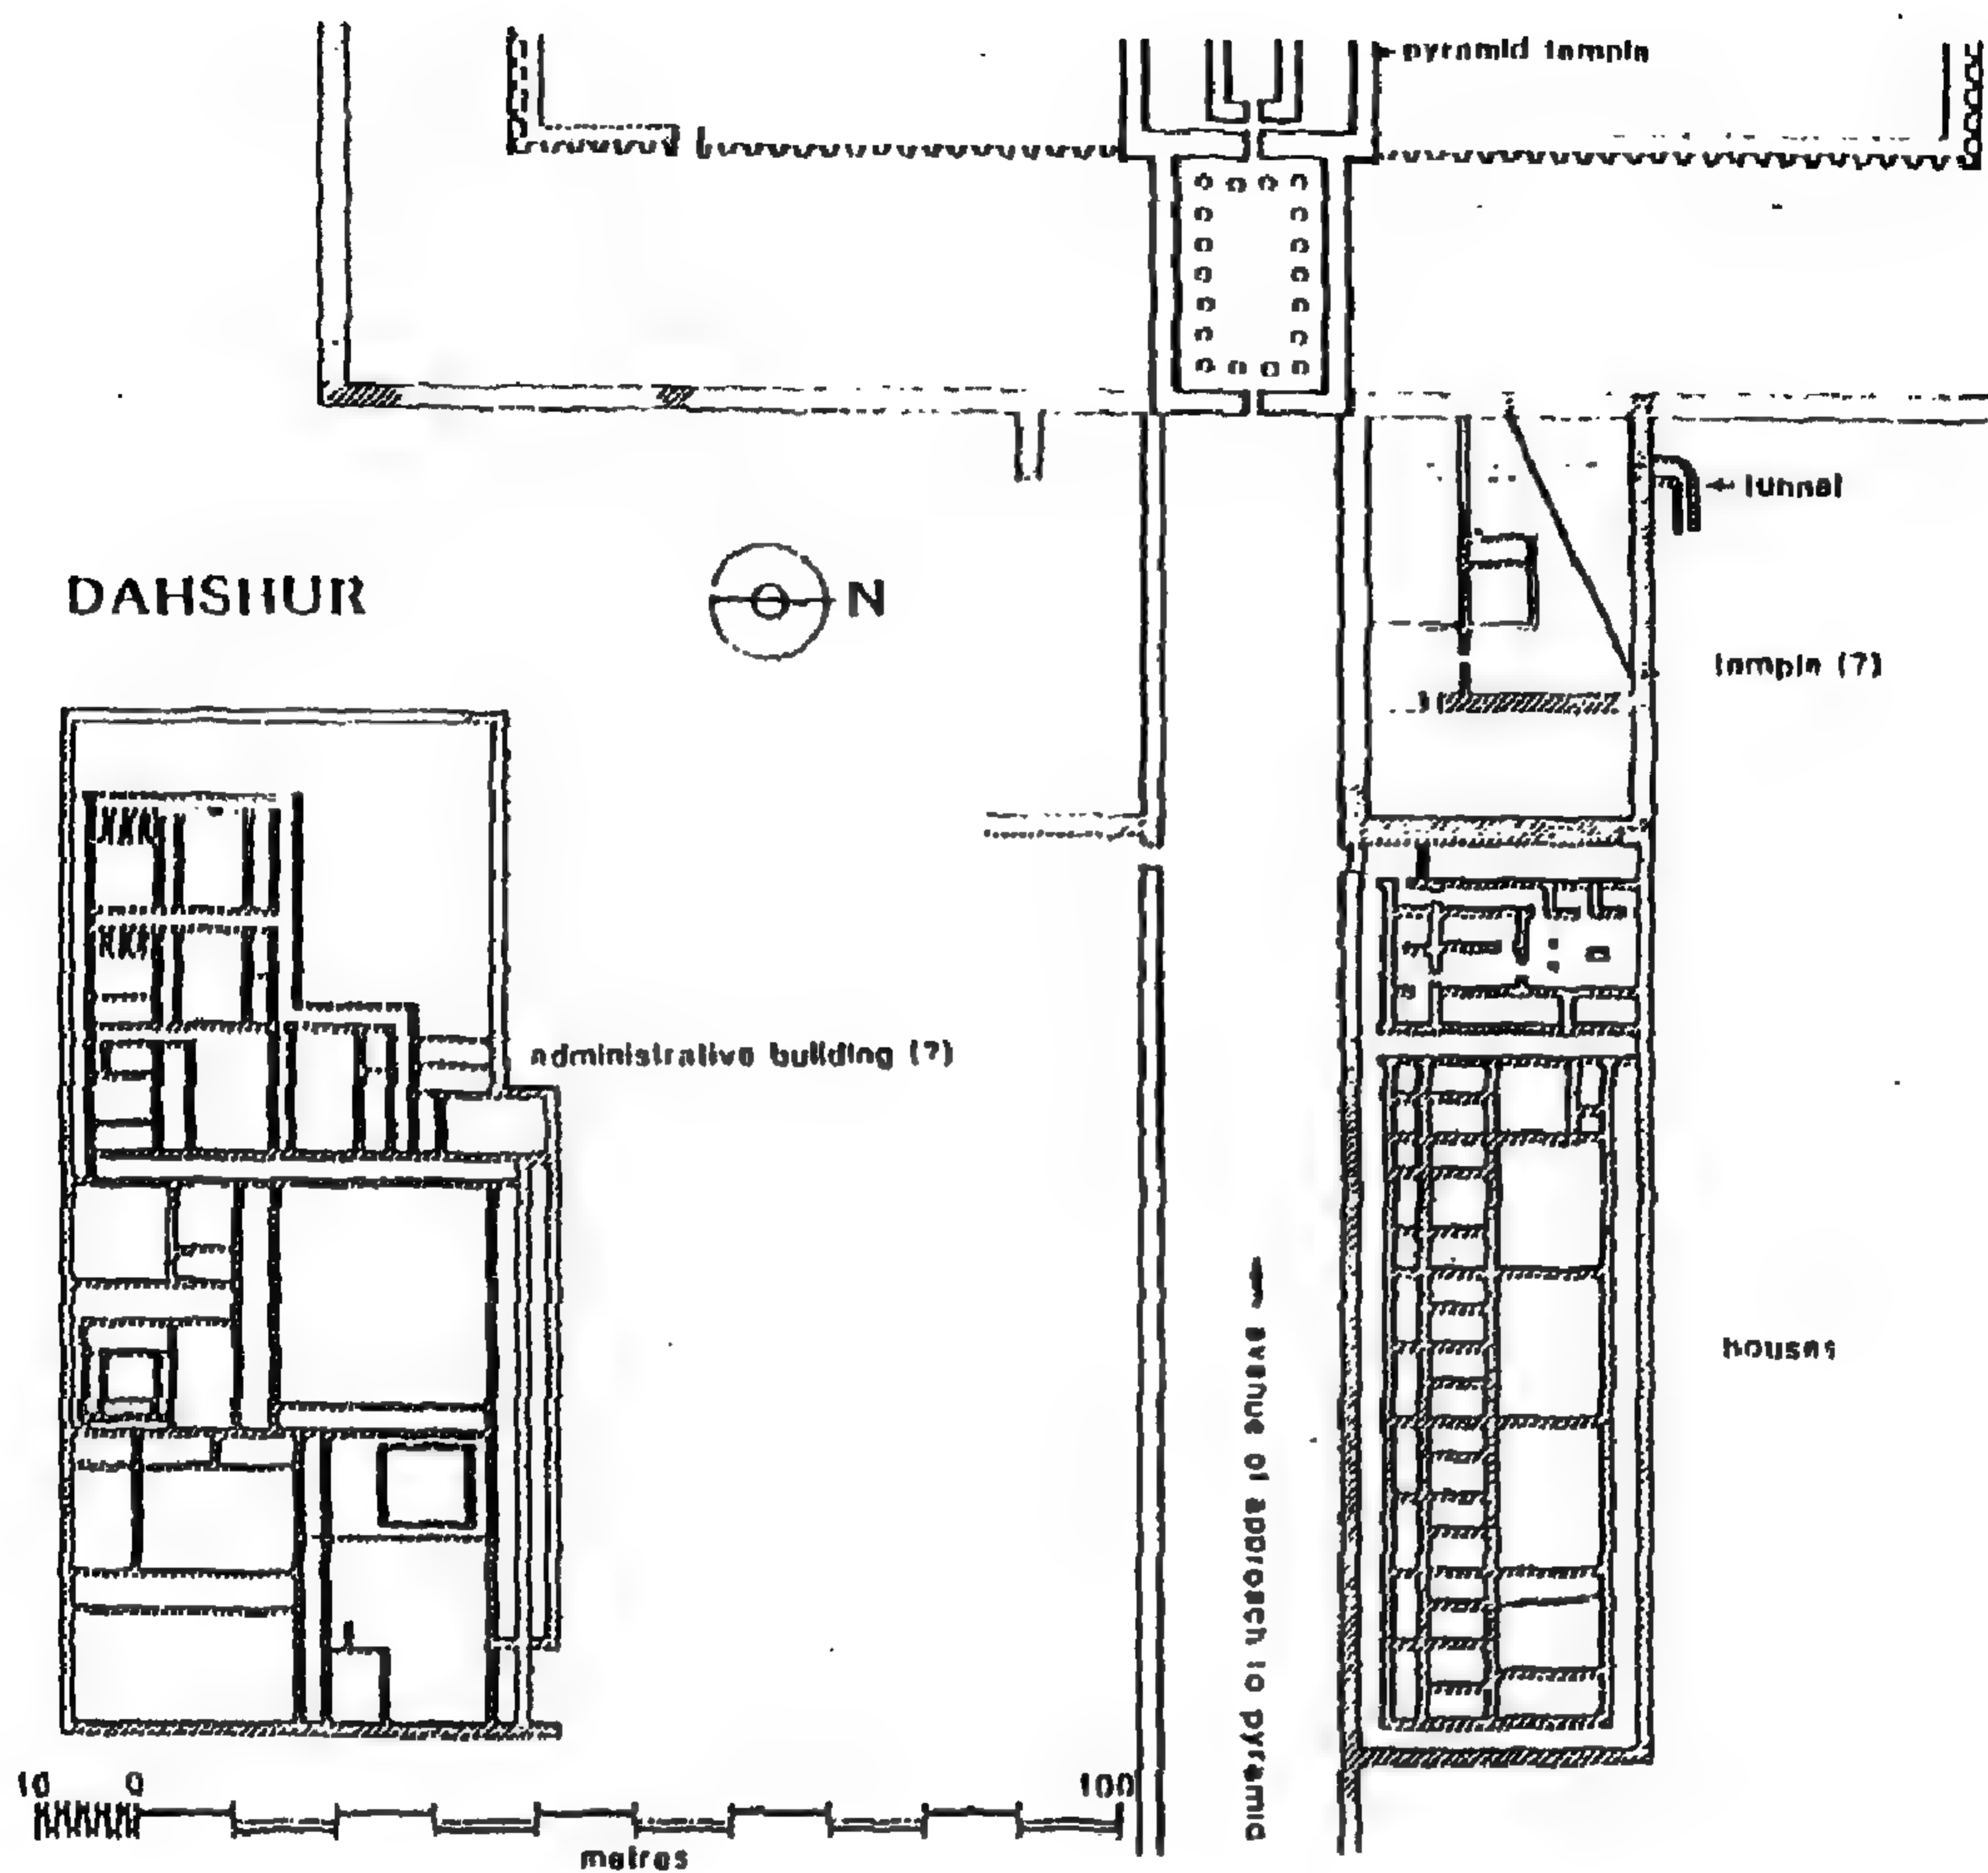 pyramid temple
tunnel
DAHSHUR
N
temple (?)
administrative building (?)
houses
avenue of approach to pyramid
10 0 100
metres